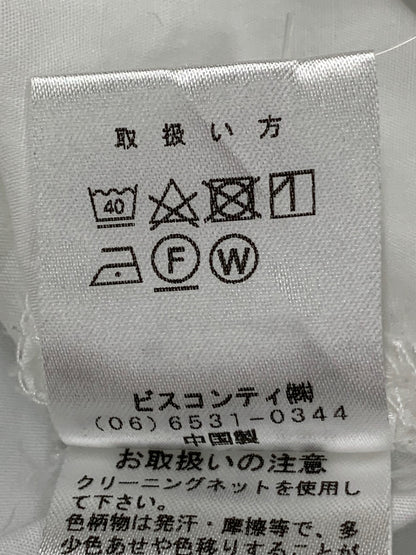 取扱い方
40
F W
ビスコンティ㈱
(06)6531-0344
中国製
お取扱いの注意
クリーニングネットを使用し
て下さい。
色柄物は発汗・摩擦等で、多
少色あせや色移りすることが